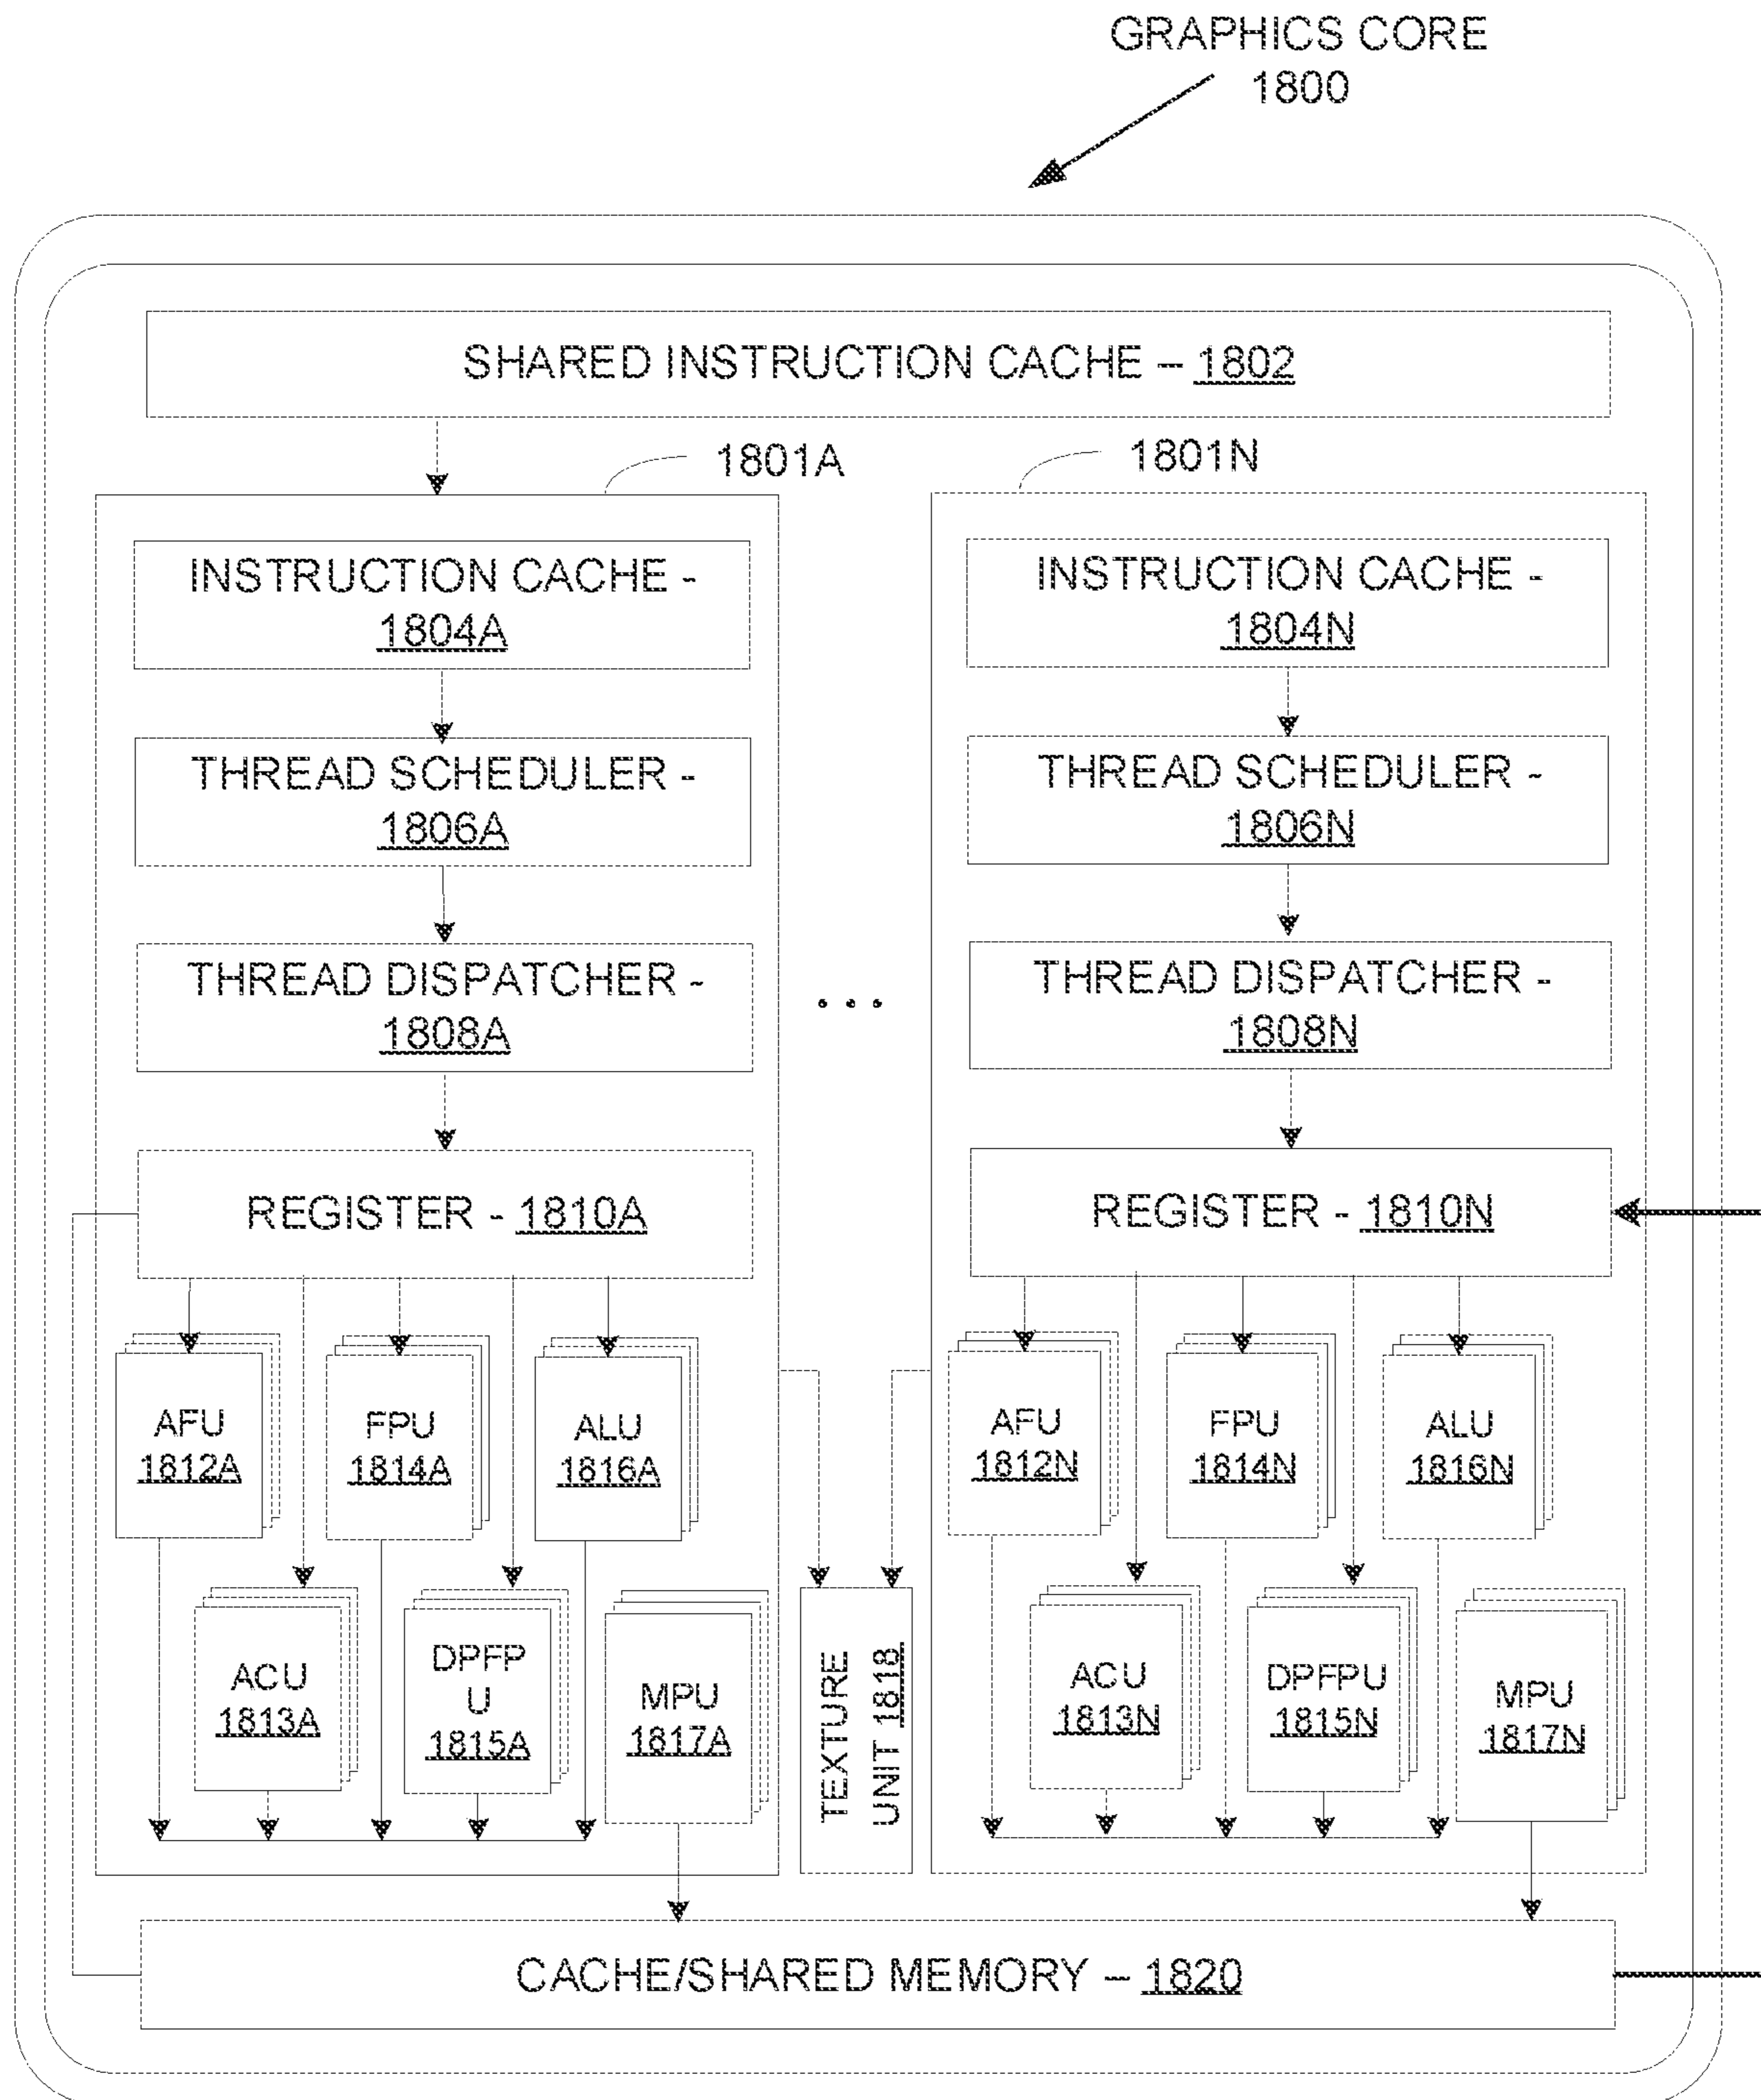 GRAPHICS CORE
1800
SHARED INSTRUCTION CACHE – 1802
1801A
INSTRUCTION CACHE -
1804A
THREAD SCHEDULER -
1806A
THREAD DISPATCHER -
1808A
REGISTER - 1810A
AFU
1812A
FPU
1814A
ALU
1816A
ACU
1813A
DPFP
U
1815A
MPU
1817A
. . .
TEXTURE
UNIT 1818
1801N
INSTRUCTION CACHE -
1804N
THREAD SCHEDULER -
1806N
THREAD DISPATCHER -
1808N
REGISTER - 1810N
AFU
1812N
FPU
1814N
ALU
1816N
ACU
1813N
DPFPU
1815N
MPU
1817N
CACHE/SHARED MEMORY – 1820